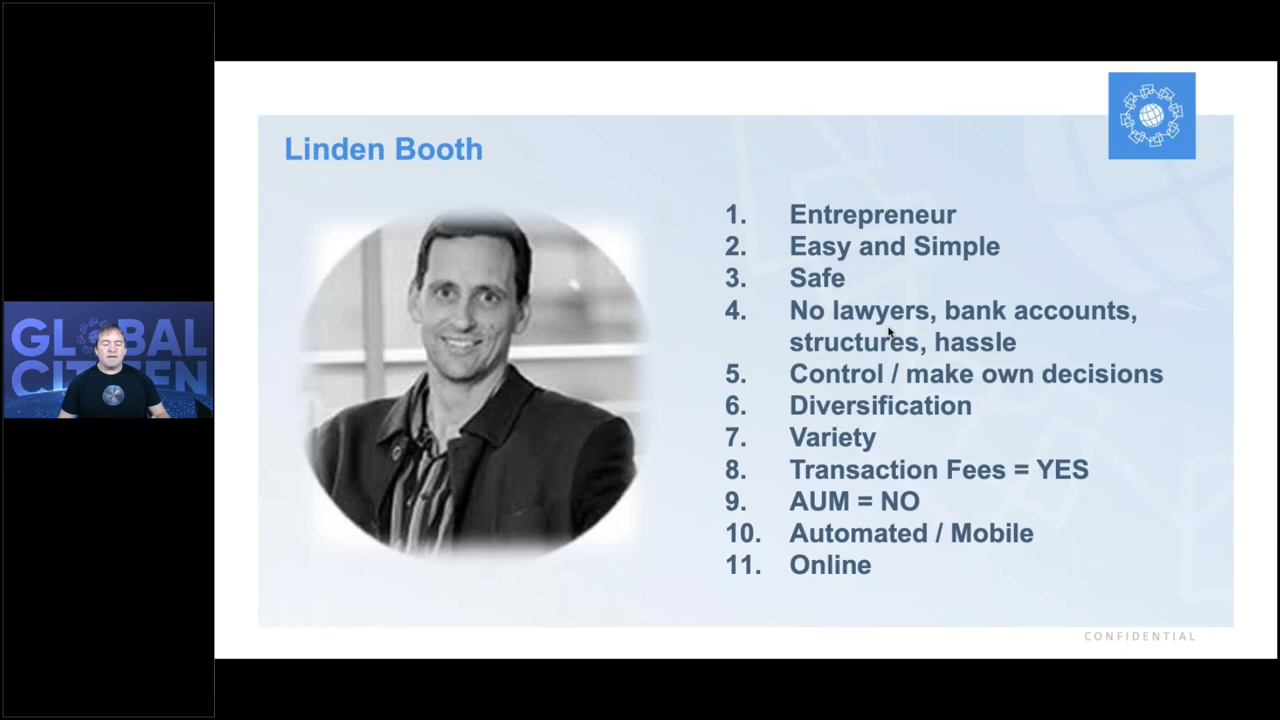 GLOBAL
CITIZEN
Linden Booth
1. Entrepreneur
2. Easy and Simple
3. Safe
4. No lawyers, bank accounts,
structures, hassle
5. Control / make own decisions
6. Diversification
7. Variety
8. Transaction Fees = YES
9. AUM = NO
10. Automated / Mobile
11. Online
CONFIDENTIAL